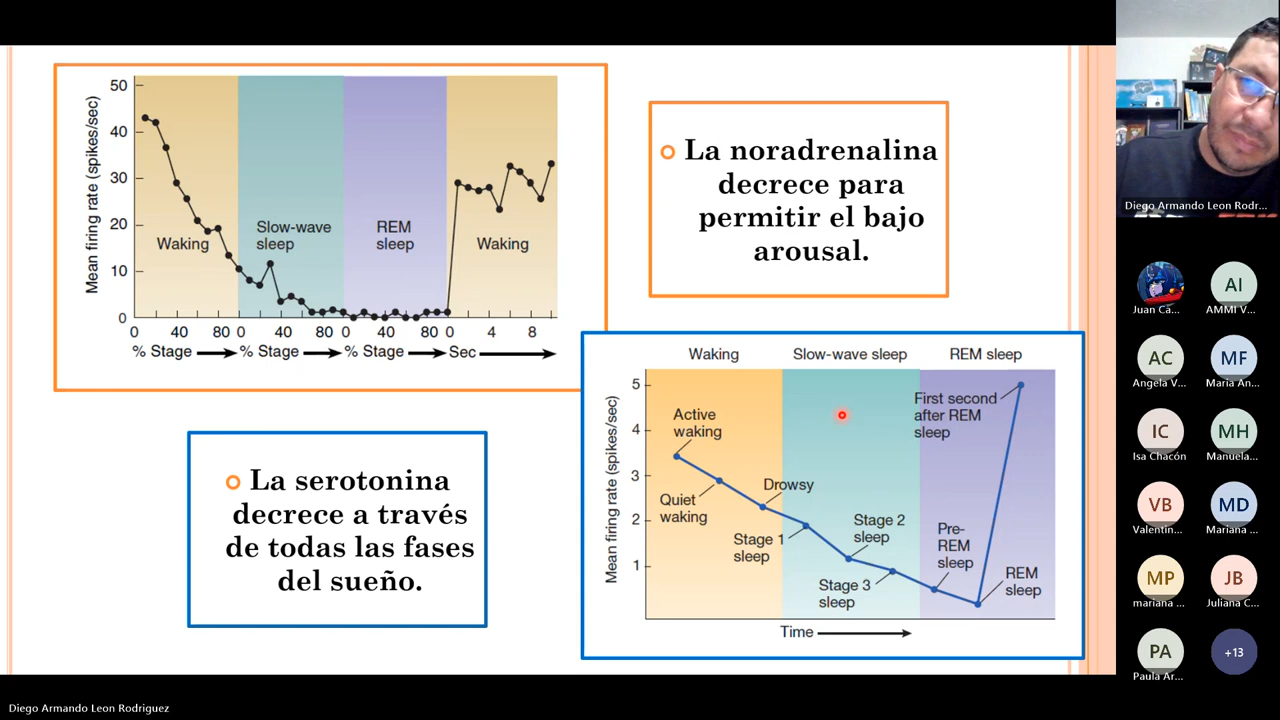 50
40
30
20
10
0
Mean firing rate (spikes/sec)
Waking
Slow-wave
sleep
REM
sleep
Waking
0 40 80 0 40 80 0 40 80 0 4 8
% Stage % Stage % Stage Sec
La noradrenalina
decrece para
permitir el bajo
arousal.
La serotonina
decrece a través
de todas las fases
del sueño.
Waking Slow-wave sleep REM sleep
5
4
3
2
1
Mean firing rate (spikes/sec)
Active
waking
Quiet
waking
Drowsy
Stage 1
sleep
Stage 2
sleep
Stage 3
sleep
Pre-
REM
sleep
REM
sleep
First second
after REM
sleep
Time
Diego Armando Leon Rodr...
Juan Ca...
AI
AMMI V...
AC
Angela V...
MF
Maria An...
IC
Isa Chacón
MH
Manuela...
VB
Valentin...
MD
Mariana ...
MP
mariana ...
JB
Juliana C...
PA
Paula Ar...
+13
Diego Armando Leon Rodriguez